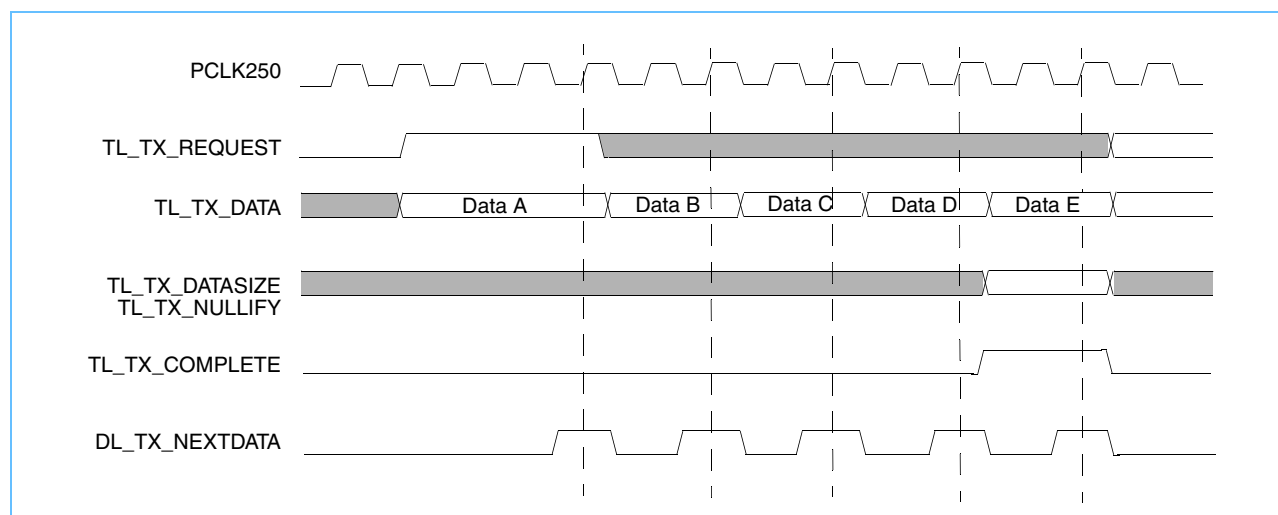 PCLK250
TL_TX_REQUEST
TL_TX_DATA
Data A
Data B
Data C
Data D
Data E
TL_TX_DATASIZE
TL_TX_NULLIFY
TL_TX_COMPLETE
DL_TX_NEXTDATA